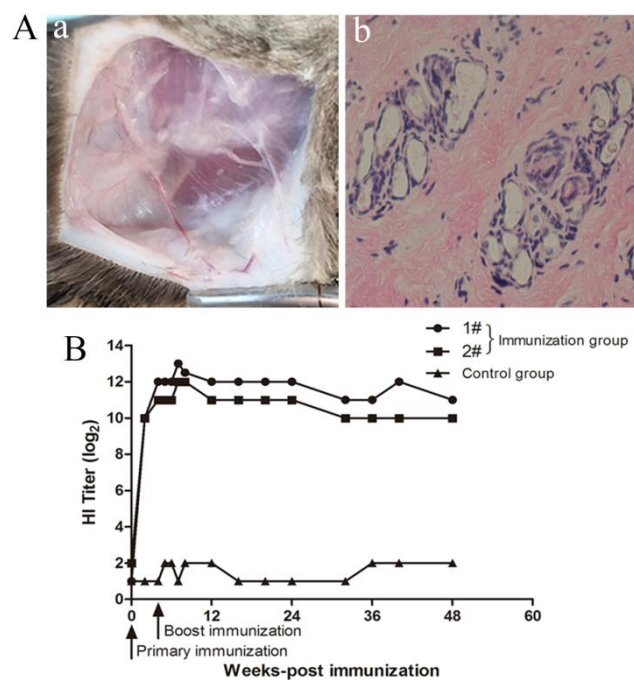 A
a
b
B
1#
2#
Immunization group
Control group
HI Titer (log2)
14
12
10
8
6
4
2
0
0 12 24 36 48 60
Boost immunization
Primary immunization
Weeks-post immunization